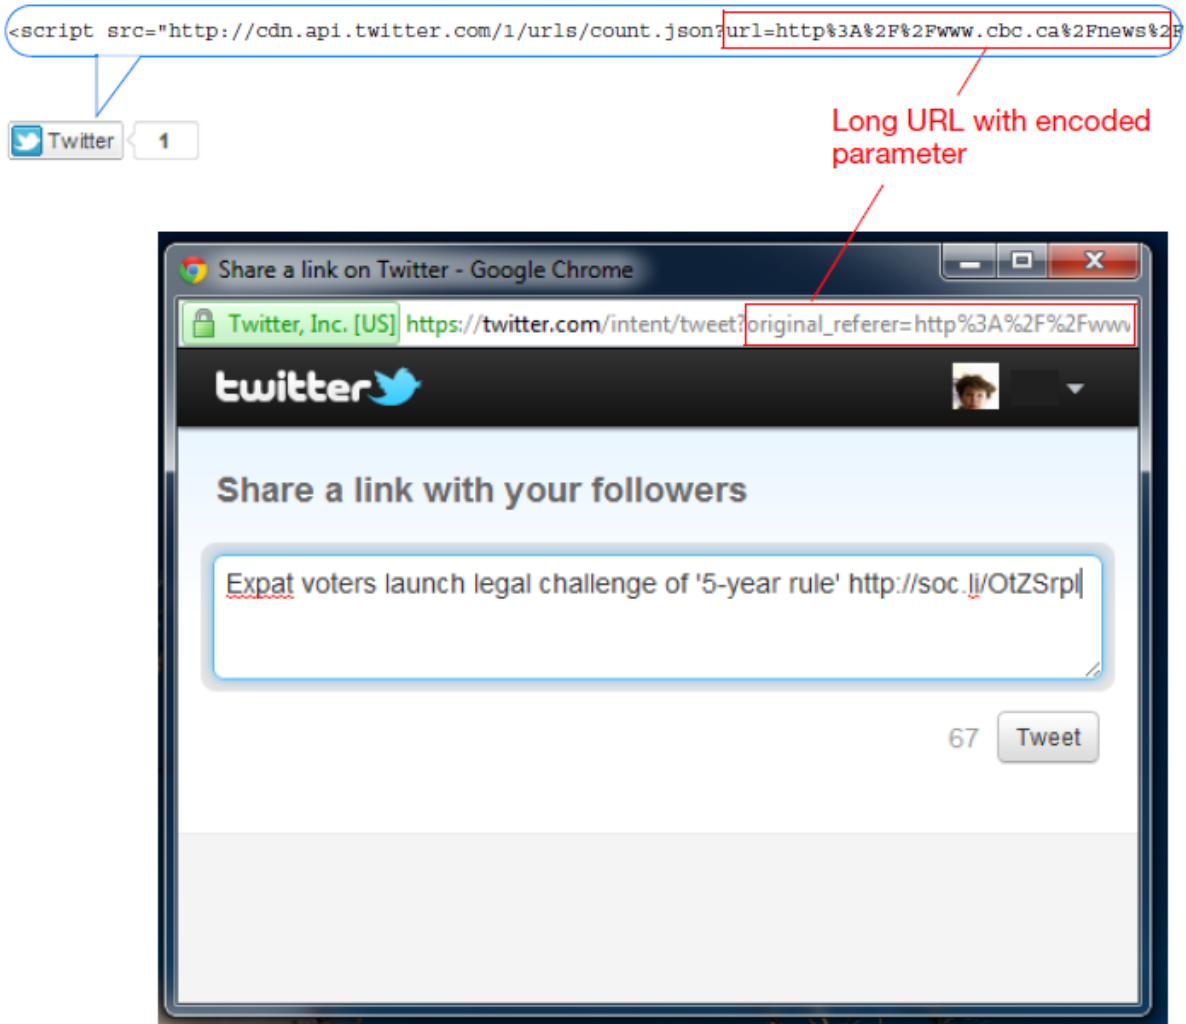 <script src="http://cdn.api.twitter.com/1/urls/count.json?url=http%3A%2F%2Fwww.cbc.ca%2Fnews%2F
Twitter 1
Long URL with encoded
parameter
Share a link on Twitter - Google Chrome
Twitter, Inc. [US] https://twitter.com/intent/tweet?original_referer=http%3A%2F%2Fwww
twitter
Share a link with your followers
Expat voters launch legal challenge of '5-year rule' http://soc.li/OtZSrpl
67 Tweet